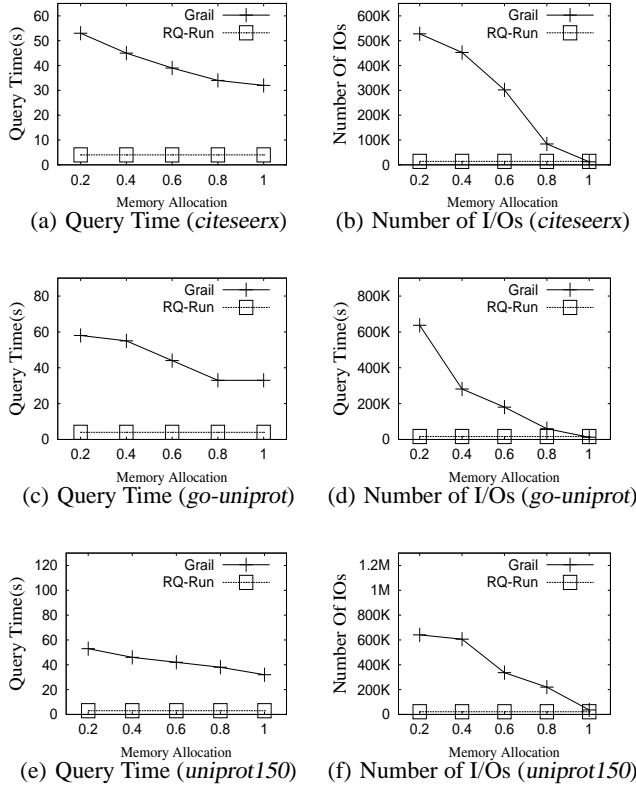 Query Time(s)
60
50
40
30
20
10
0
Grail
RQ-Run
0.2 0.4 0.6 0.8 1
Memory Allocation
(a) Query Time (citeseerx)
Number Of IOs
600K
500K
400K
300K
200K
100K
0
Grail
RQ-Run
0.2 0.4 0.6 0.8 1
Memory Allocation
(b) Number of I/Os (citeseerx)
Query Time(s)
80
60
40
20
0
Grail
RQ-Run
0.2 0.4 0.6 0.8 1
Memory Allocation
(c) Query Time (go-uniprot)
Query Time(s)
800K
600K
400K
200K
0
Grail
RQ-Run
0.2 0.4 0.6 0.8 1
Memory Allocation
(d) Number of I/Os (go-uniprot)
Query Time(s)
120
100
80
60
40
20
0
Grail
RQ-Run
0.2 0.4 0.6 0.8 1
Memory Allocation
(e) Query Time (uniprot150)
Number Of IOs
1.2M
1M
800K
600K
400K
200K
0
Grail
RQ-Run
0.2 0.4 0.6 0.8 1
Memory Allocation
(f) Number of I/Os (uniprot150)